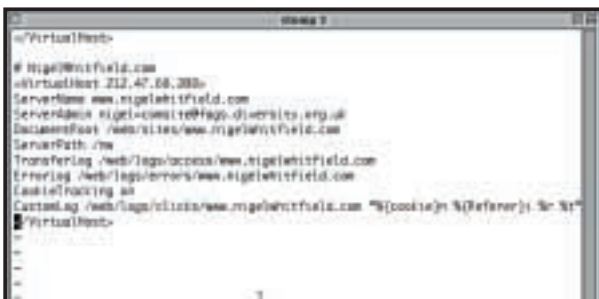 </VirtualHost>
# NigelWhitfield.com
<VirtualHost 212.47.68.200>
ServerName www.nigelwhitfield.com
ServerAdmin
DocumentRoot /web/sites/www.nigelwhitfield.com
ServerPath /nw
TransferLog /web/logs/access/www.nigelwhitfield.com
ErrorLog /web/logs/errors/www.nigelwhitfield.com
CookieTracking on
CustomLog /web/logs/clicks/www.nigelwhitfield.com "%{cookie}n %{Referer}i %r %t"
</VirtualHost>
~
~
~
~
~